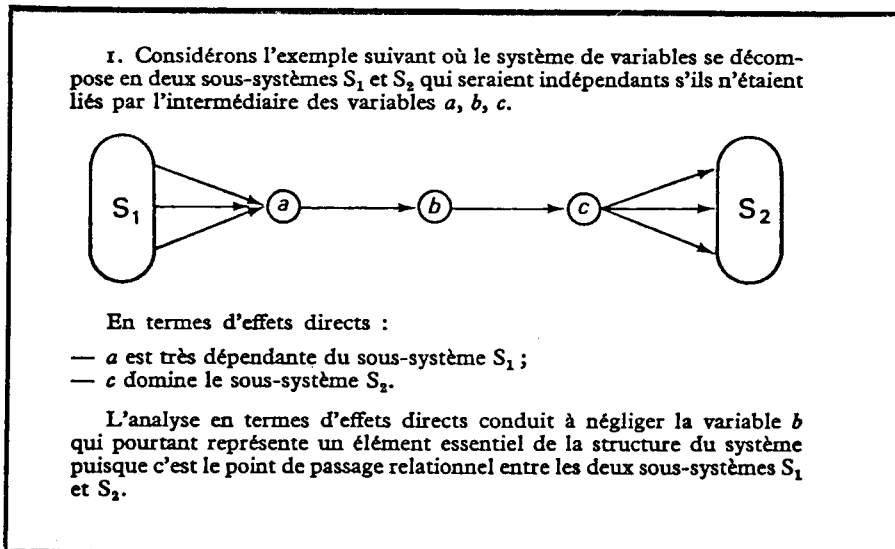 1. Considérons l'exemple suivant où le système de variables se décom-
pose en deux sous-systèmes S₁ et S₂ qui seraient indépendants s'ils n'étaient
liés par l'intermédiaire des variables a, b, c.
S₁ a b c S₂
En termes d'effets directs :
— a est très dépendante du sous-système S₁ ;
— c domine le sous-système S₂.
L'analyse en termes d'effets directs conduit à négliger la variable b
qui pourtant représente un élément essentiel de la structure du système
puisque c'est le point de passage relationnel entre les deux sous-systèmes S₁
et S₂.